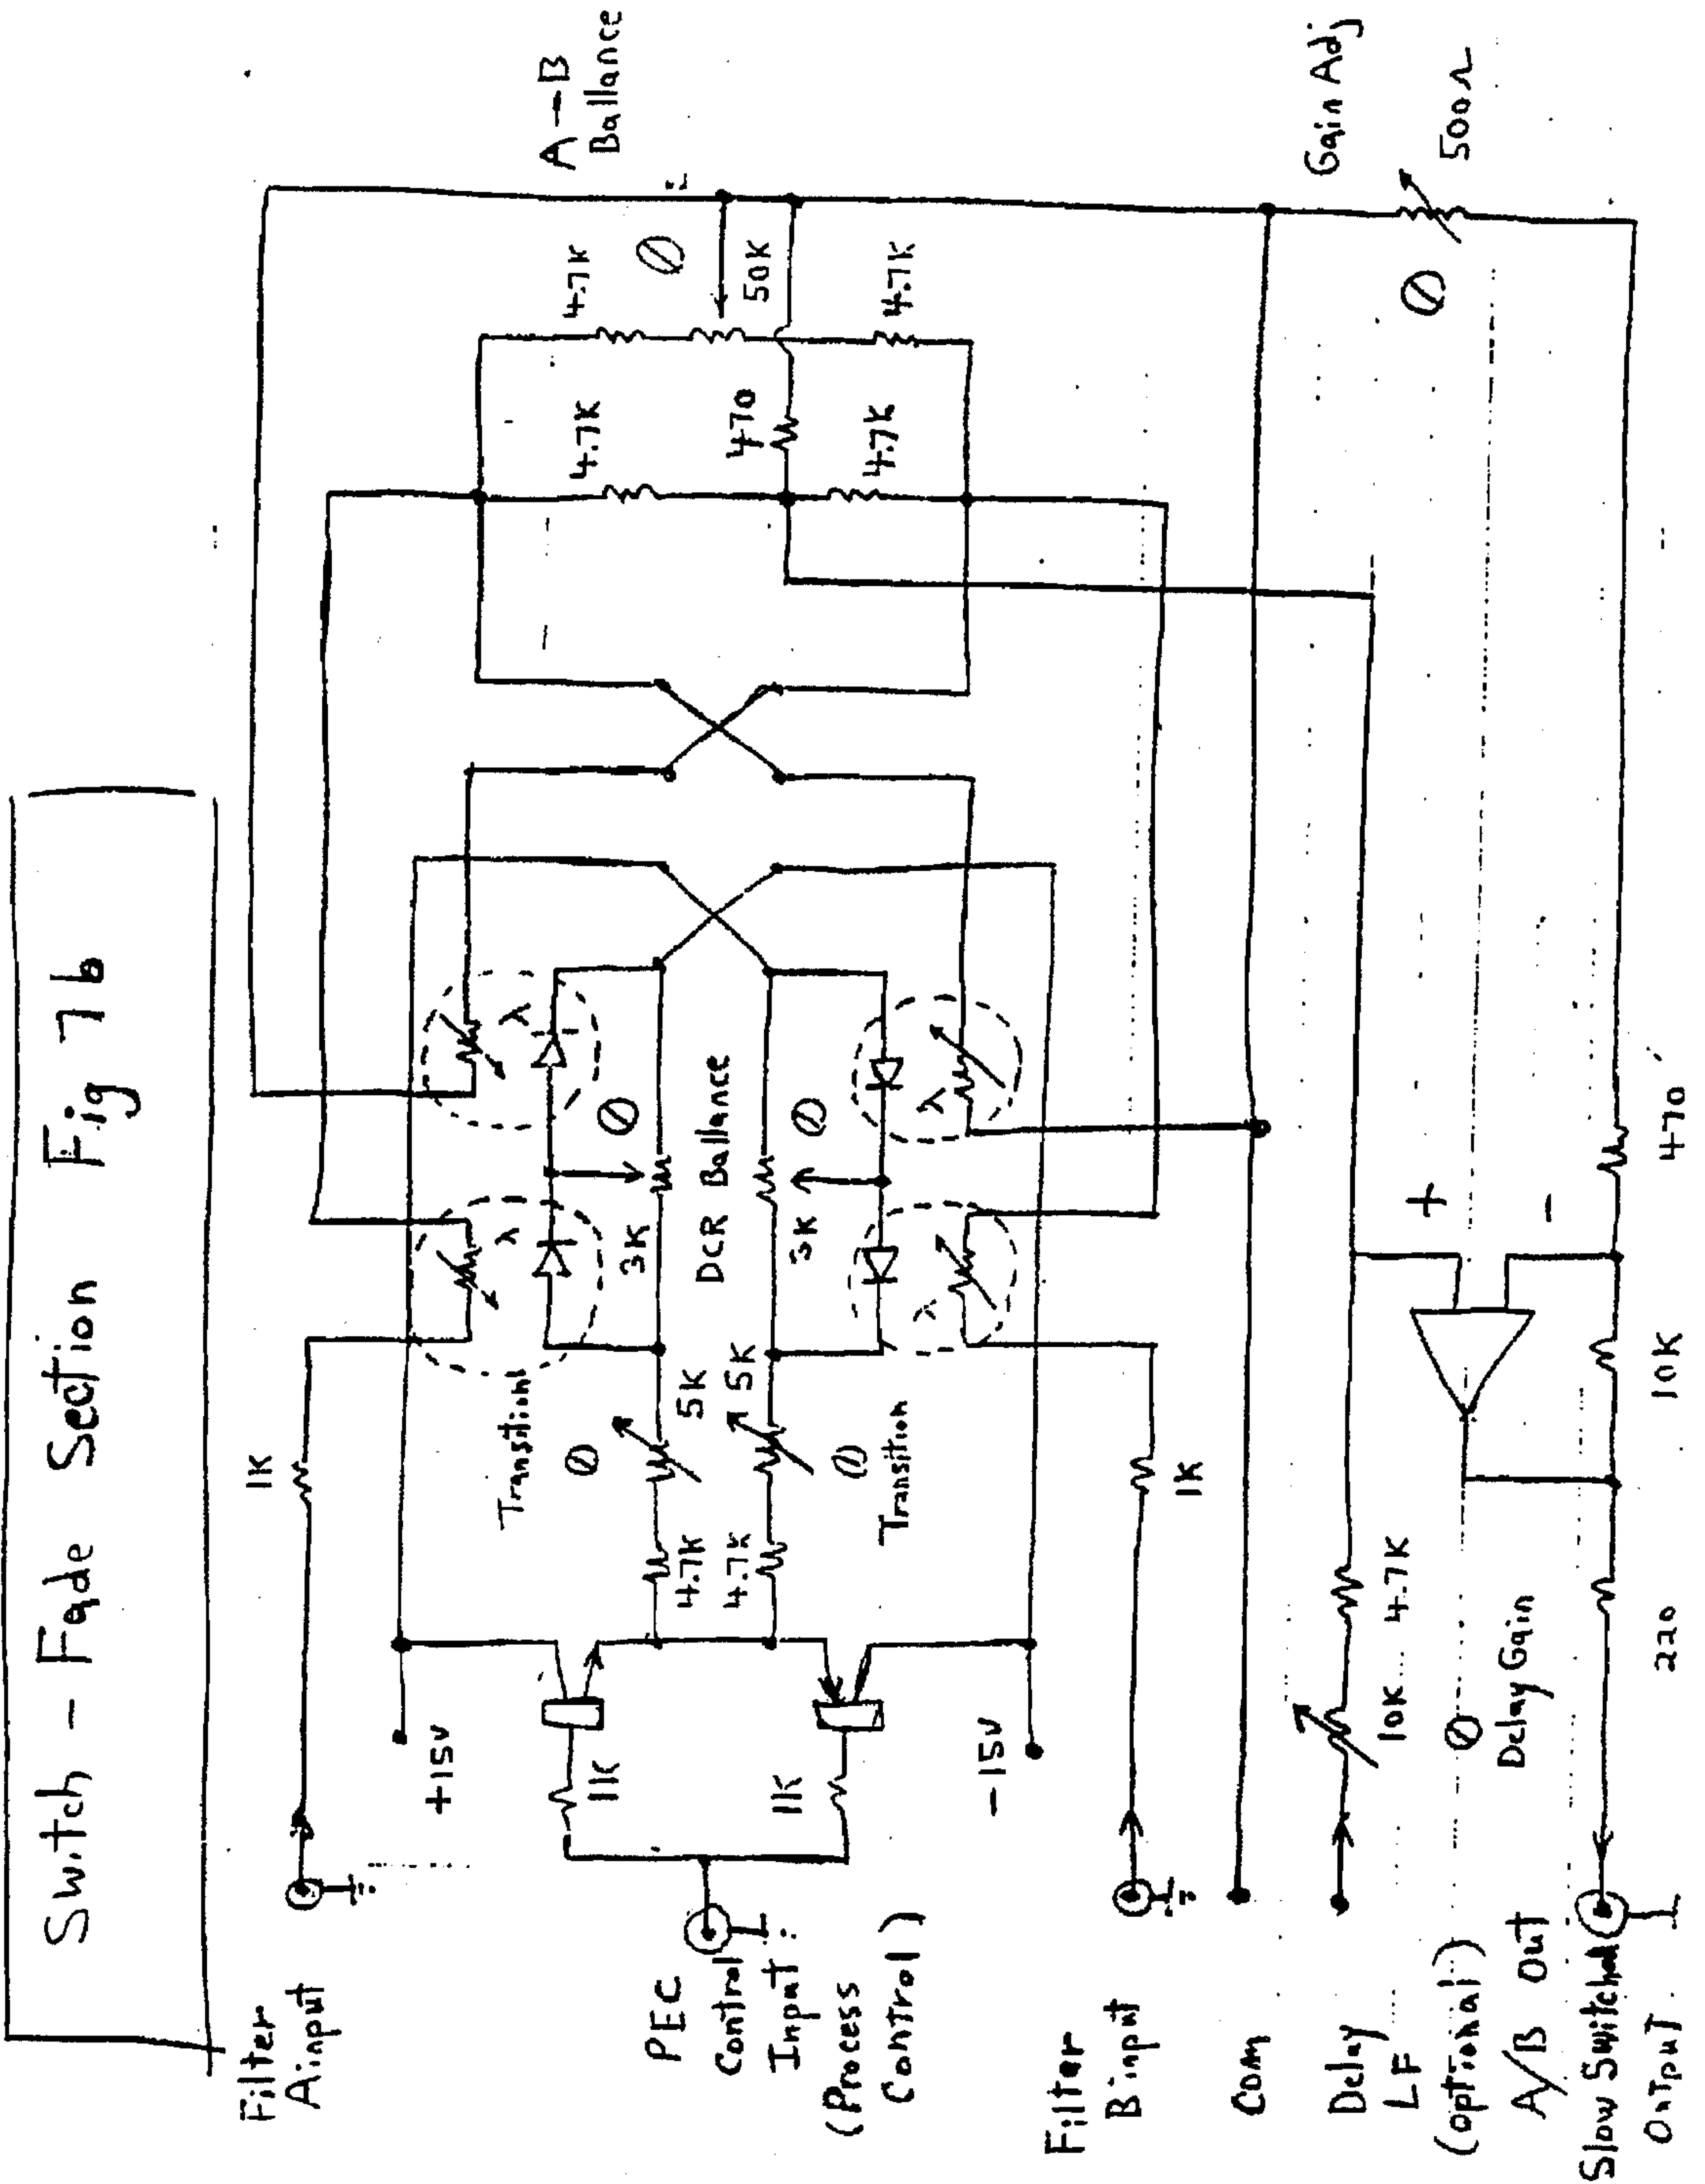 Switch - Fade Section Fig 7b
Filter
A input
1K
+15V
1K
1K
-15V
PEC
Control
Input
(Process
Control)
4.7K
4.7K
Transition
5K
5K
Transition
λ
λ
3K
DCR Ballance
3K
λ
λ
4.7K
4.7K
470
4.7K
50K
4.7K
A - B
Ballance
Filter
B input
1K
Com
Delay
LF
(optional)
10K
4.7K
Delay Gain
+
-
Gain Adj
500Ω
A/B Out
Slow Switched
Output
220
10K
470